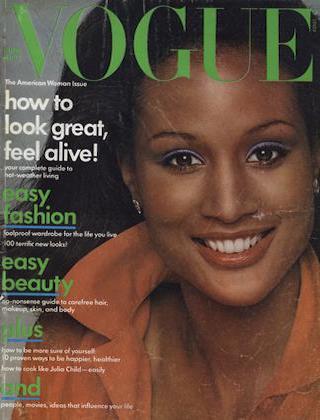 VOGUE
The American Woman Issue
how to
look great,
feel alive!
your complete guide to
hot-weather living
easy
fashion
foolproof wardrobe for the life you live
100 terrific new looks!
easy
beauty
no-nonsense guide to carefree hair,
makeup, skin, and body
plus
how to be more sure of yourself:
10 proven ways to be happier, healthier
how to cook like Julia Child—easily
and
people, movies, ideas that influence your life